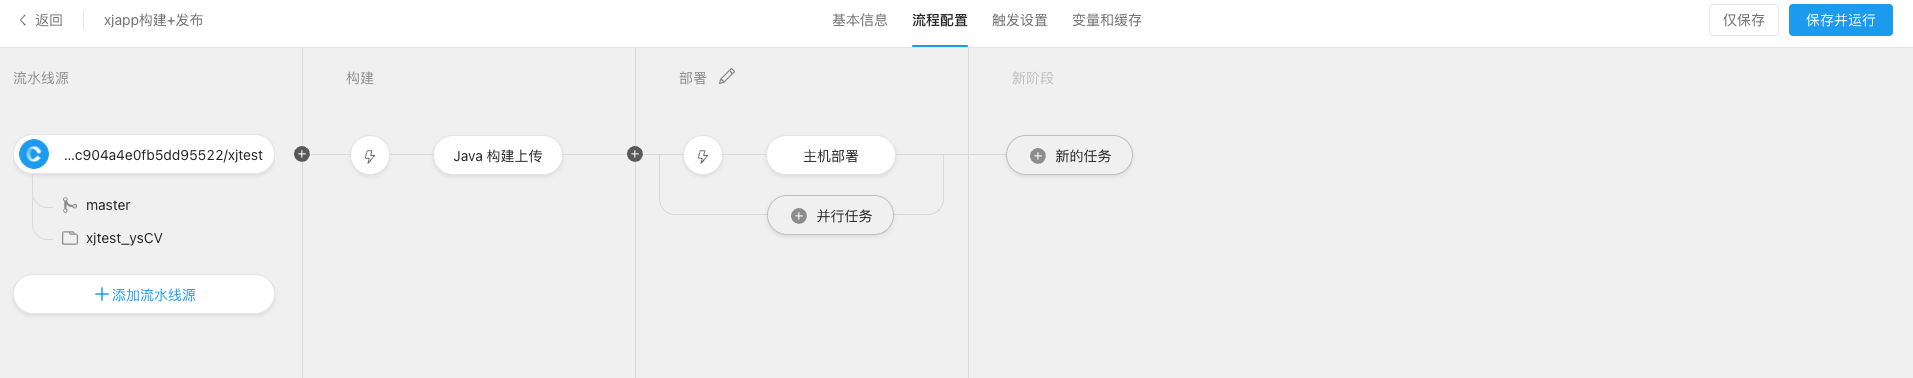 返回
xjapp构建+发布
基本信息
流程配置
触发设置
变量和缓存
仅保存
保存并运行
流水线源
构建
部署
新阶段
...c904a4e0fb5dd95522/xjtest
Java 构建上传
主机部署
新的任务
master
并行任务
xjtest_ysCV
添加流水线源